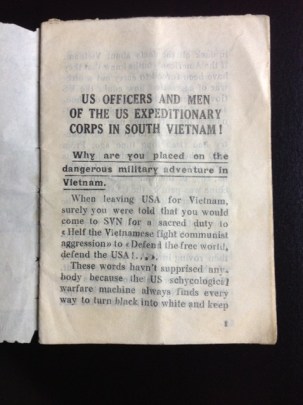 US OFFICERS AND MEN
OF THE US EXPEDITIONARY
CORPS IN SOUTH VIETNAM !
Why are you placed on the
dangerous military adventure in
Vietnam.
When leaving USA for Vietnam,
surely you were told that you would
come to SVN for a sacred duty to
«Helf the Vietnamese fight communist
aggression» to «Defend the free world,
defend the USA !....».
These words havn't supprised any-
body because the US schycological
warfare machine always finds every
way to turn black into white and keep